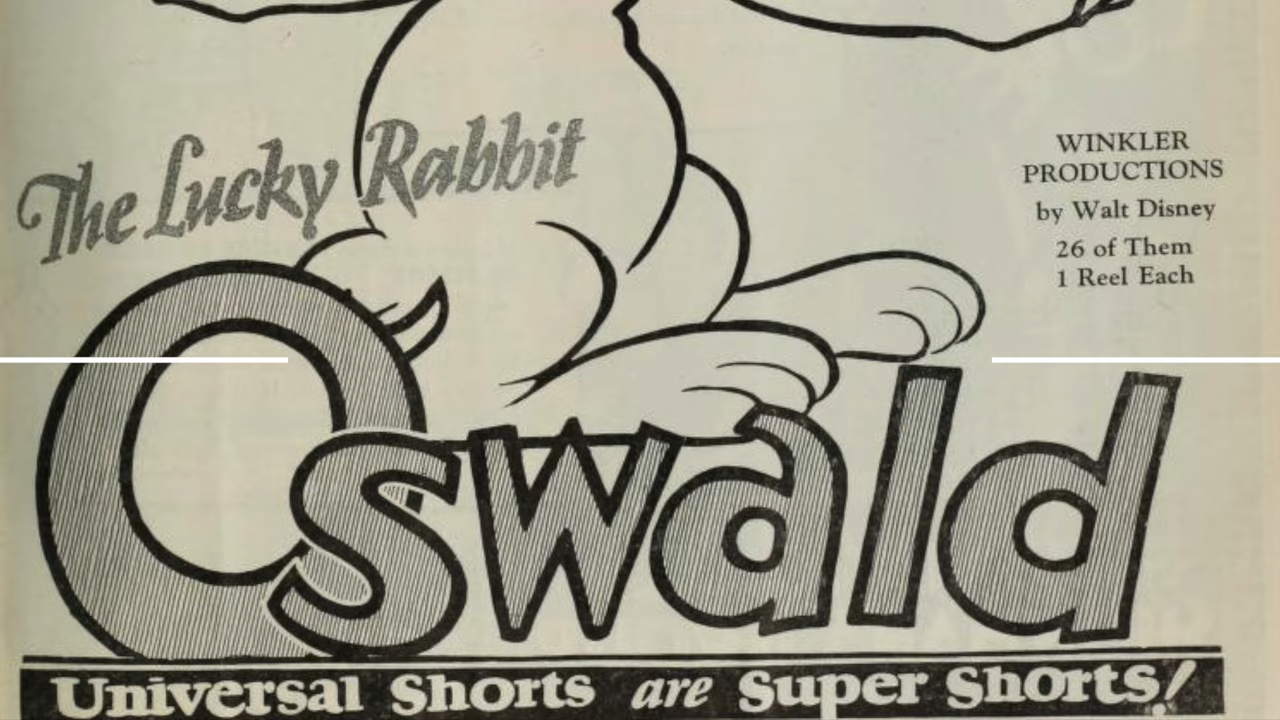 The Lucky Rabbit
WINKLER
PRODUCTIONS
by Walt Disney
26 of Them
1 Reel Each
Oswald
Universal Shorts are Super Shorts!